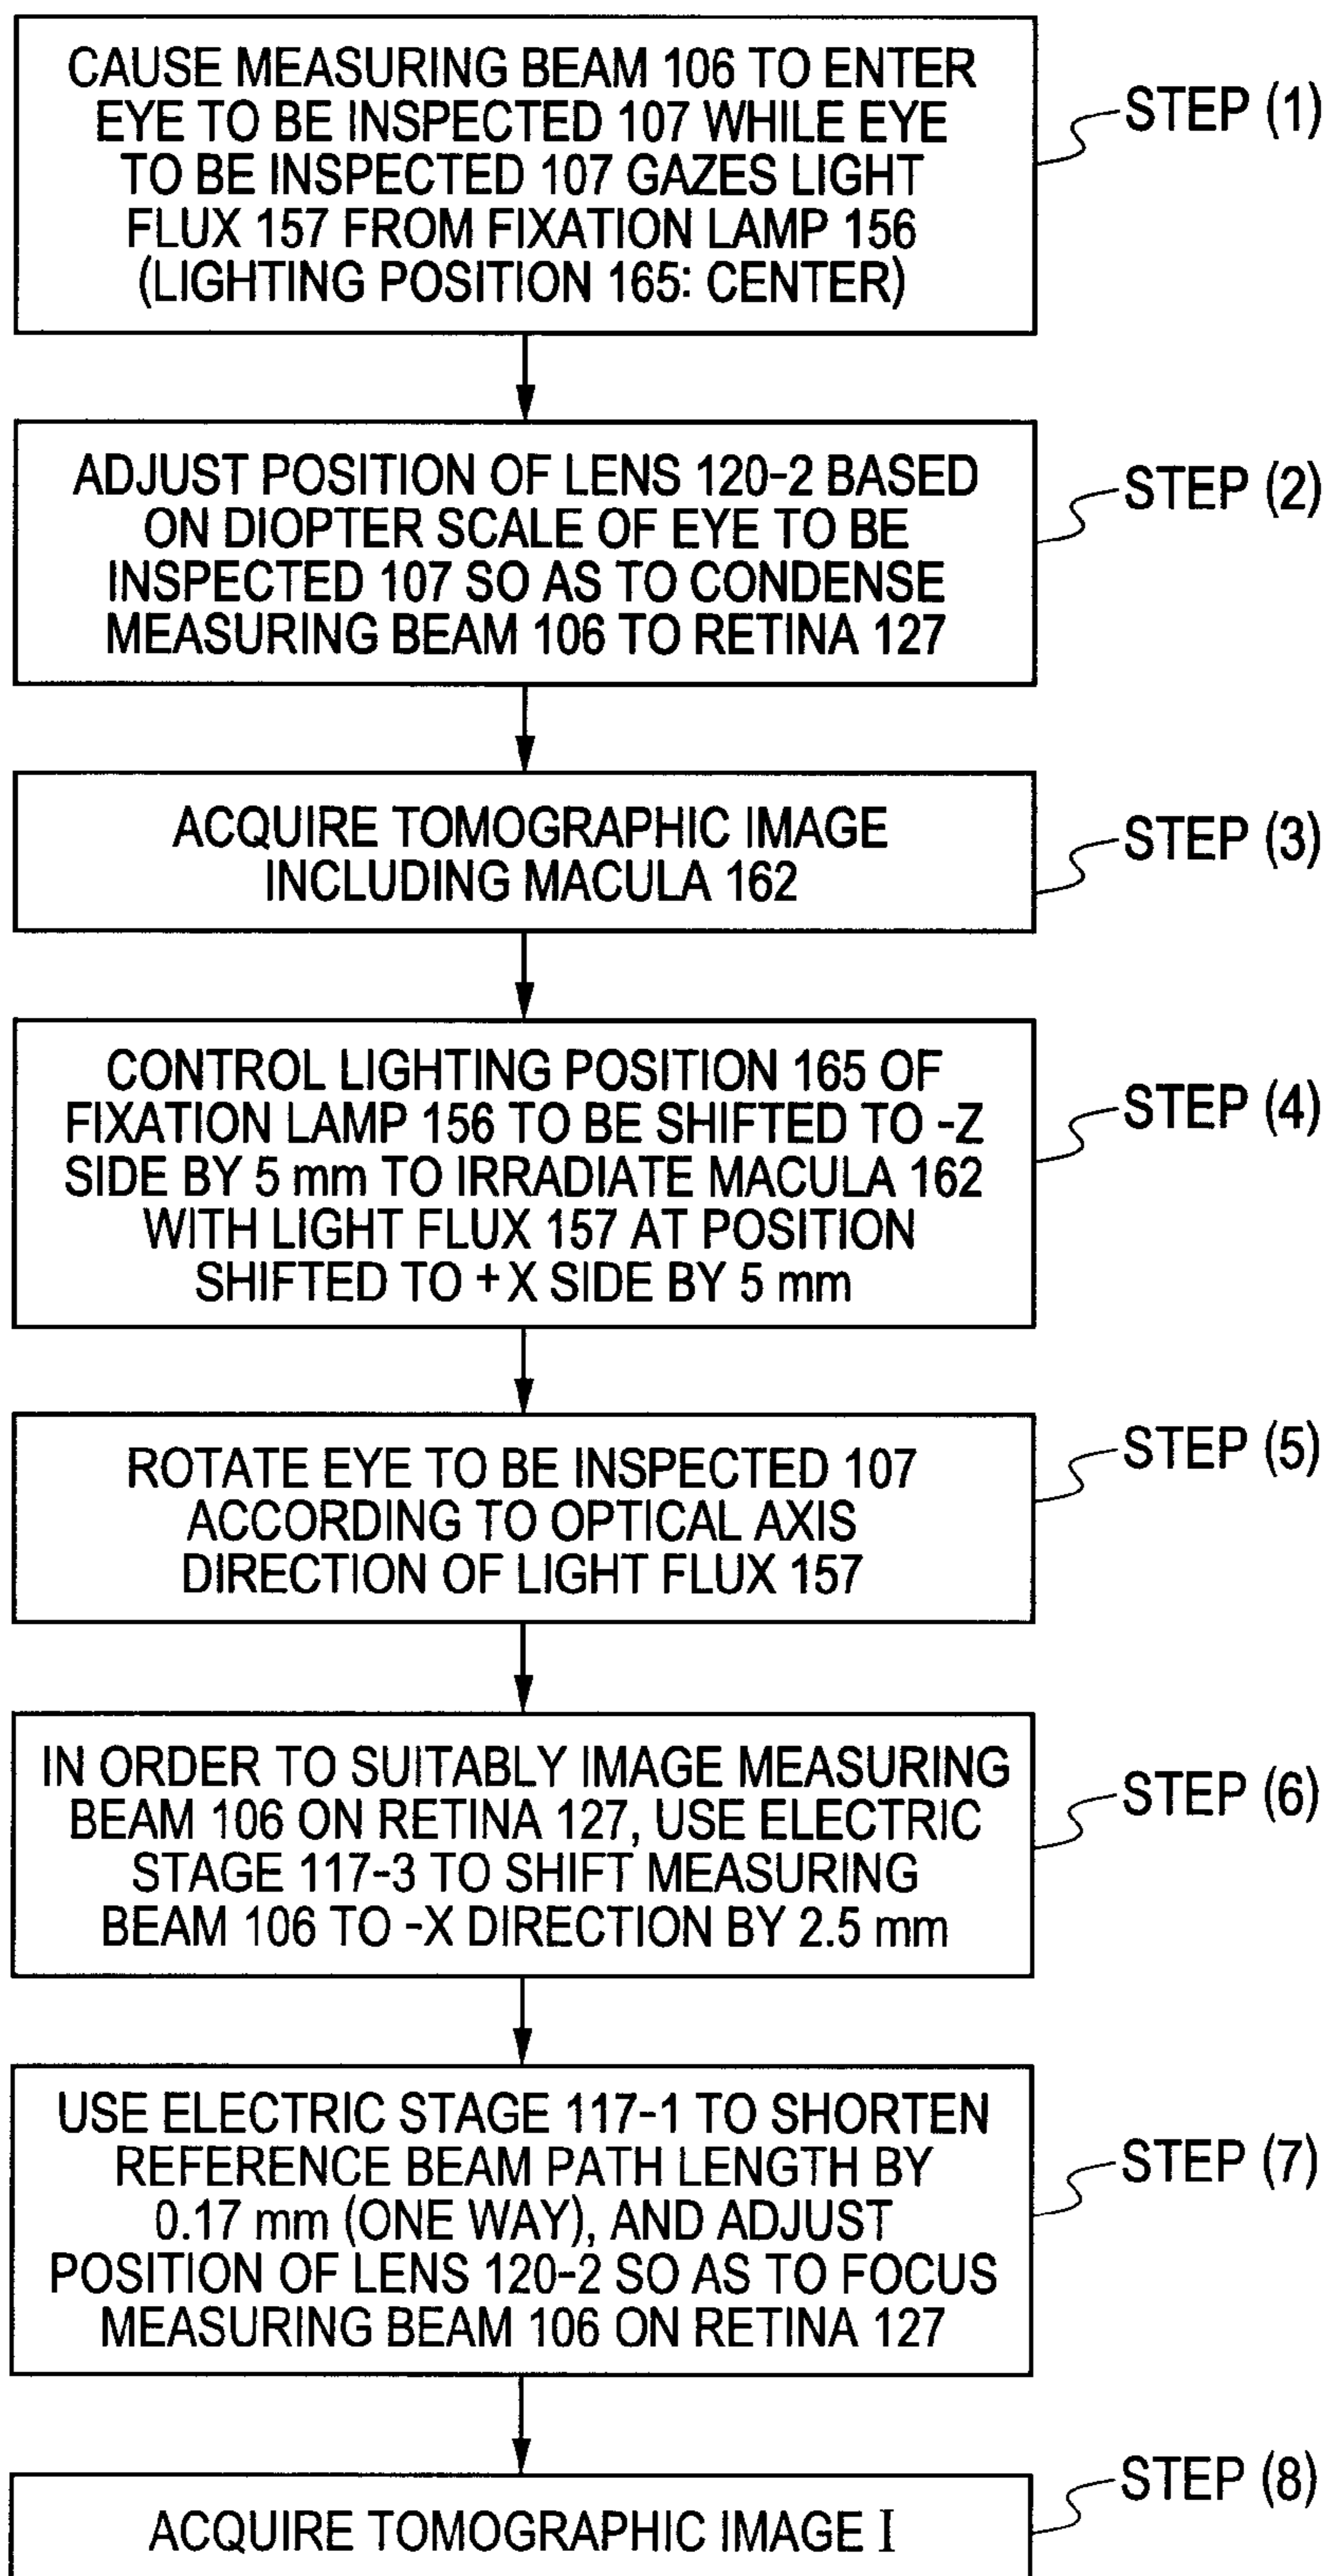 CAUSE MEASURING BEAM 106 TO ENTER
EYE TO BE INSPECTED 107 WHILE EYE
TO BE INSPECTED 107 GAZES LIGHT
FLUX 157 FROM FIXATION LAMP 156
(LIGHTING POSITION 165: CENTER)
STEP (1)
ADJUST POSITION OF LENS 120-2 BASED
ON DIOPTER SCALE OF EYE TO BE
INSPECTED 107 SO AS TO CONDENSE
MEASURING BEAM 106 TO RETINA 127
STEP (2)
ACQUIRE TOMOGRAPHIC IMAGE
INCLUDING MACULA 162
STEP (3)
CONTROL LIGHTING POSITION 165 OF
FIXATION LAMP 156 TO BE SHIFTED TO -Z
SIDE BY 5 mm TO IRRADIATE MACULA 162
WITH LIGHT FLUX 157 AT POSITION
SHIFTED TO +X SIDE BY 5 mm
STEP (4)
ROTATE EYE TO BE INSPECTED 107
ACCORDING TO OPTICAL AXIS
DIRECTION OF LIGHT FLUX 157
STEP (5)
IN ORDER TO SUITABLY IMAGE MEASURING
BEAM 106 ON RETINA 127, USE ELECTRIC
STAGE 117-3 TO SHIFT MEASURING
BEAM 106 TO -X DIRECTION BY 2.5 mm
STEP (6)
USE ELECTRIC STAGE 117-1 TO SHORTEN
REFERENCE BEAM PATH LENGTH BY
0.17 mm (ONE WAY), AND ADJUST
POSITION OF LENS 120-2 SO AS TO FOCUS
MEASURING BEAM 106 ON RETINA 127
STEP (7)
ACQUIRE TOMOGRAPHIC IMAGE I
STEP (8)